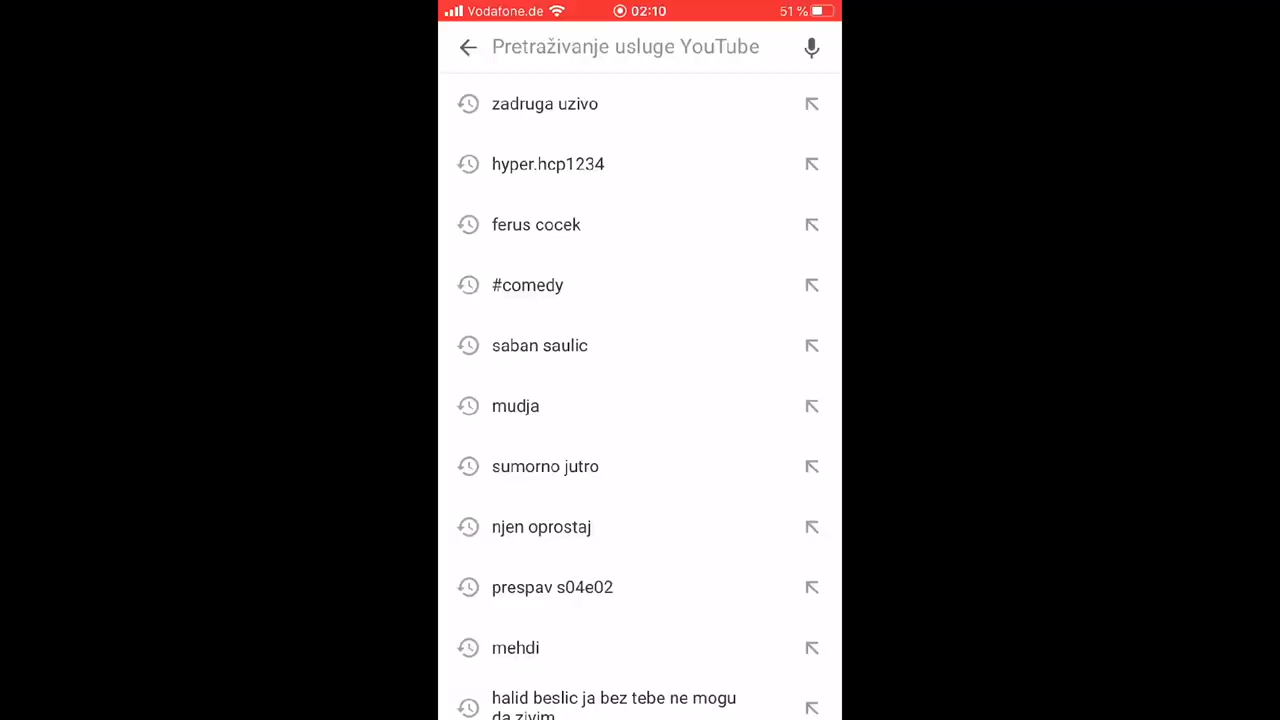 Vodafone.de 02:10 51 %
Pretraživanje usluge YouTube
zadruga uzivo
hyper.hcp1234
ferus cocek
#comedy
saban saulic
mudja
sumorno jutro
njen oprostaj
prespav s04e02
mehdi
halid beslic ja bez tebe ne mogu
da zivim